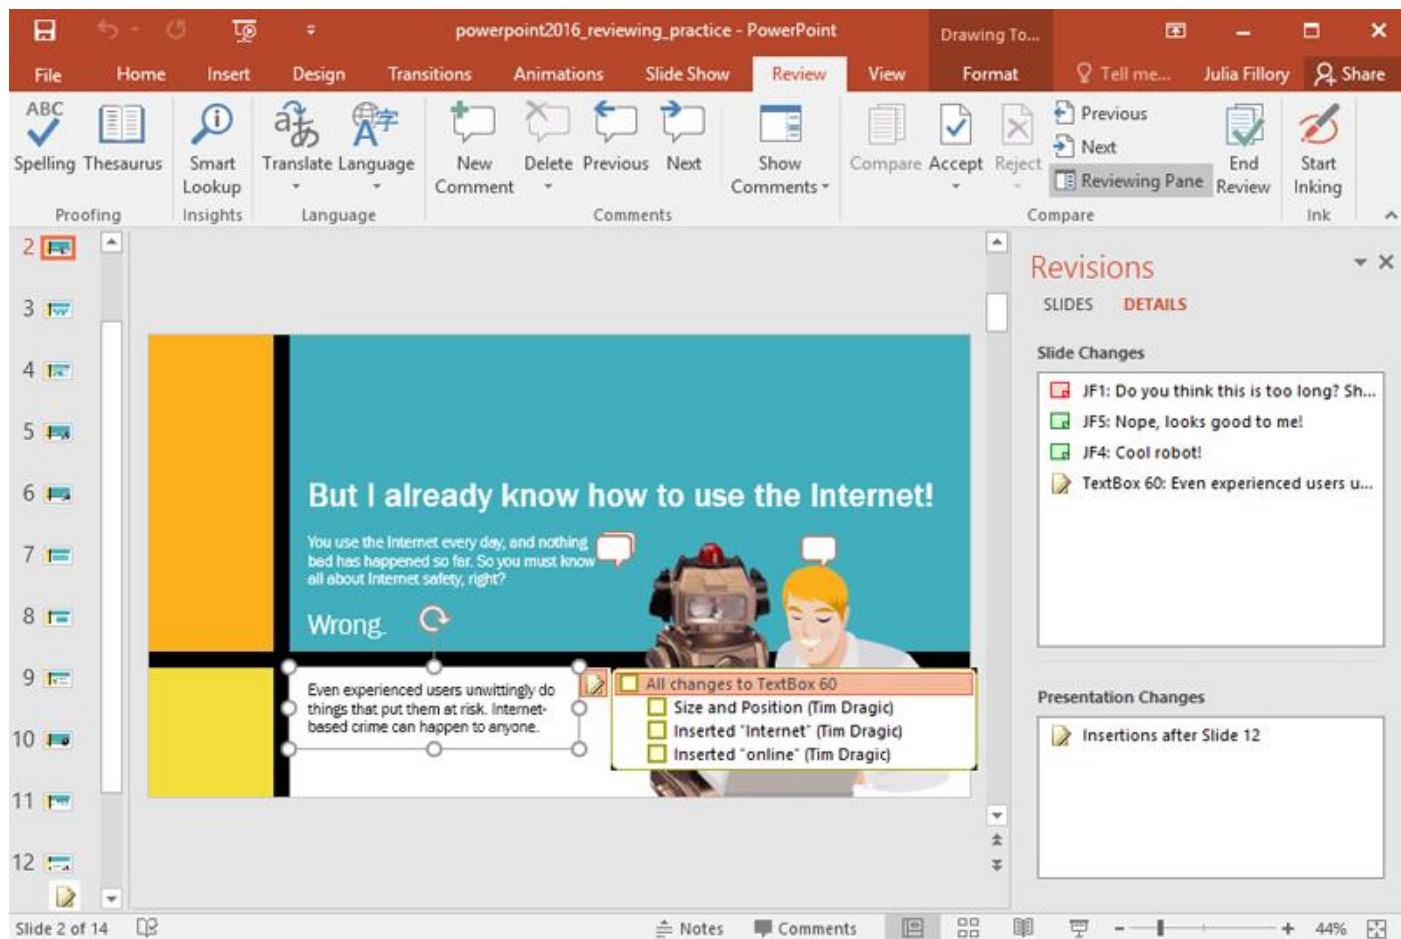 powerpoint2016_reviewing_practice - PowerPoint
Drawing To...
File Home Insert Design Transitions Animations Slide Show Review View Format Tell me... Julia Fillory Share
ABC
Spelling Thesaurus
Proofing
Smart Lookup
Insights
Translate Language
Language
New Comment
Delete Previous Next
Show Comments
Comments
Compare Accept Reject
Previous
Next
Reviewing Pane
End Review
Compare
Start Inking
Ink
2
3
4
5
6
7
8
9
10
11
12
But I already know how to use the Internet!
You use the Internet every day, and nothing
bad has happened so far. So you must know
all about Internet safety, right?
Wrong.
Even experienced users unwittingly do
things that put them at risk. Internet-
based crime can happen to anyone.
All changes to TextBox 60
Size and Position (Tim Dragic)
Inserted "Internet" (Tim Dragic)
Inserted "online" (Tim Dragic)
Revisions
SLIDES DETAILS
Slide Changes
JF1: Do you think this is too long? Sh...
JF5: Nope, looks good to me!
JF4: Cool robot!
TextBox 60: Even experienced users u...
Presentation Changes
Insertions after Slide 12
Slide 2 of 14
Notes Comments
44%